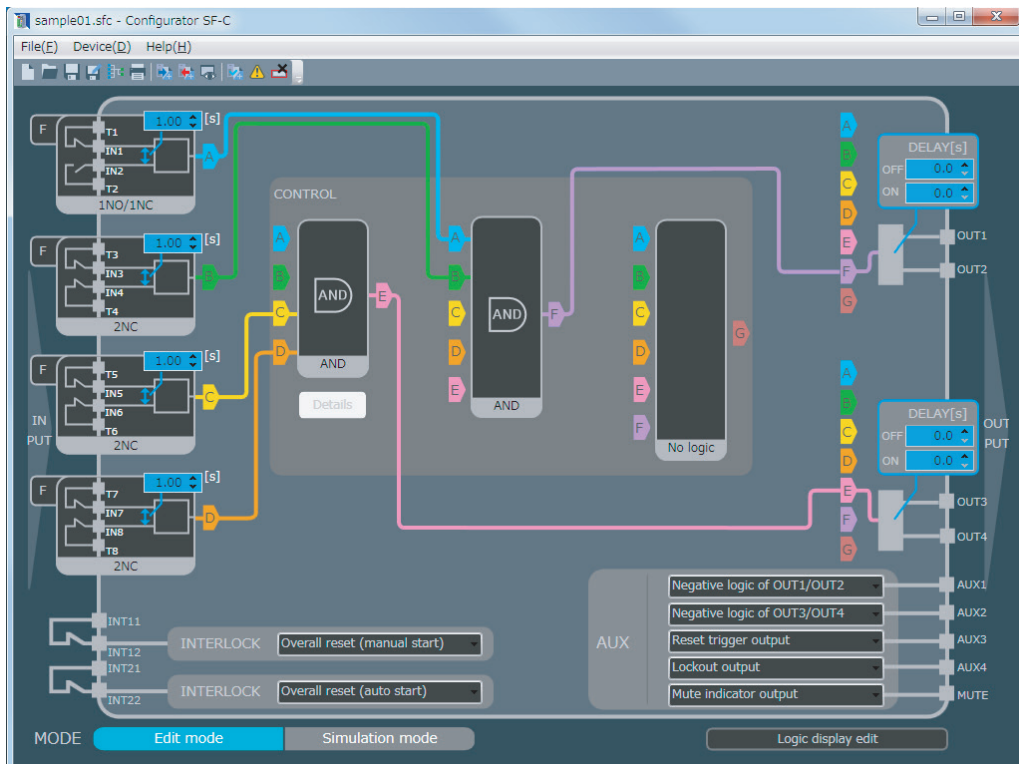 sample01.sfc - Configurator SF-C
File(F) Device(D) Help(H)
F
T1
IN1
IN2
T2
1.00 [s]
A
1NO/1NC
F
T3
IN3
IN4
T4
1.00 [s]
B
2NC
F
T5
IN5
IN6
T6
1.00 [s]
C
2NC
F
T7
IN7
IN8
T8
1.00 [s]
D
2NC
IN
PUT
CONTROL
A
B
C
D
AND
AND
E
Details
A
B
C
D
E
AND
AND
F
A
B
C
D
E
F
No logic
G
A
B
C
D
E
F
G
DELAY[s]
OFF 0.0
ON 0.0
OUT1
OUT2
A
B
C
D
E
F
G
DELAY[s]
OFF 0.0
ON 0.0
OUT3
OUT4
OUT
PUT
INT11
INT12
INTERLOCK Overall reset (manual start)
INT21
INT22
INTERLOCK Overall reset (auto start)
AUX
Negative logic of OUT1/OUT2 AUX1
Negative logic of OUT3/OUT4 AUX2
Reset trigger output AUX3
Lockout output AUX4
Mute indicator output MUTE
MODE Edit mode Simulation mode Logic display edit